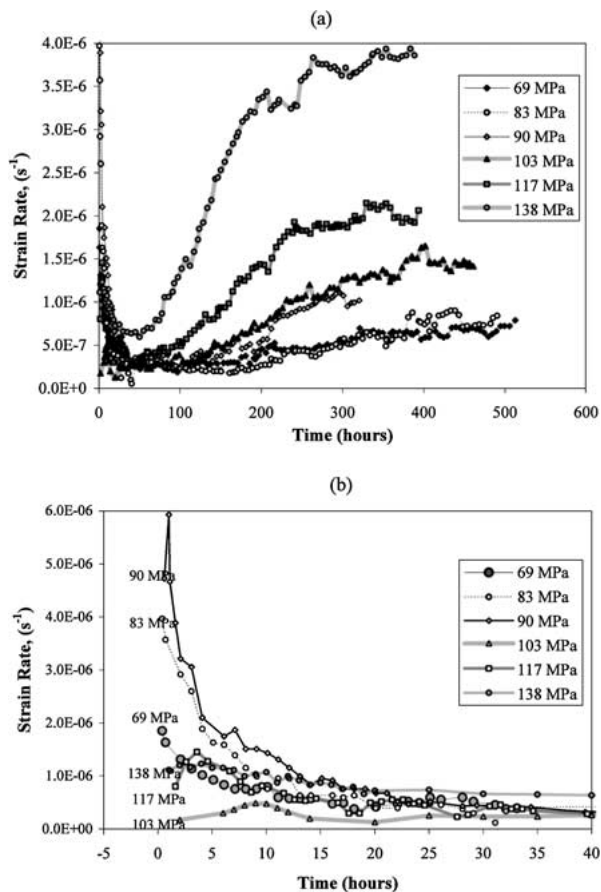 (a)
4.0E-6
3.5E-6
3.0E-6
2.5E-6
2.0E-6
1.5E-6
1.0E-6
5.0E-7
0.0E+0
Strain Rate, (s⁻¹)
69 MPa
83 MPa
90 MPa
103 MPa
117 MPa
138 MPa
0 100 200 300 400 500 600
Time (hours)
(b)
6.0E-06
5.0E-06
4.0E-06
3.0E-06
2.0E-06
1.0E-06
0.0E+00
Strain Rate, (s⁻¹)
90 MPa
83 MPa
69 MPa
138 MPa
117 MPa
103 MPa
69 MPa
83 MPa
90 MPa
103 MPa
117 MPa
138 MPa
-5 0 5 10 15 20 25 30 35 40
Time (hours)